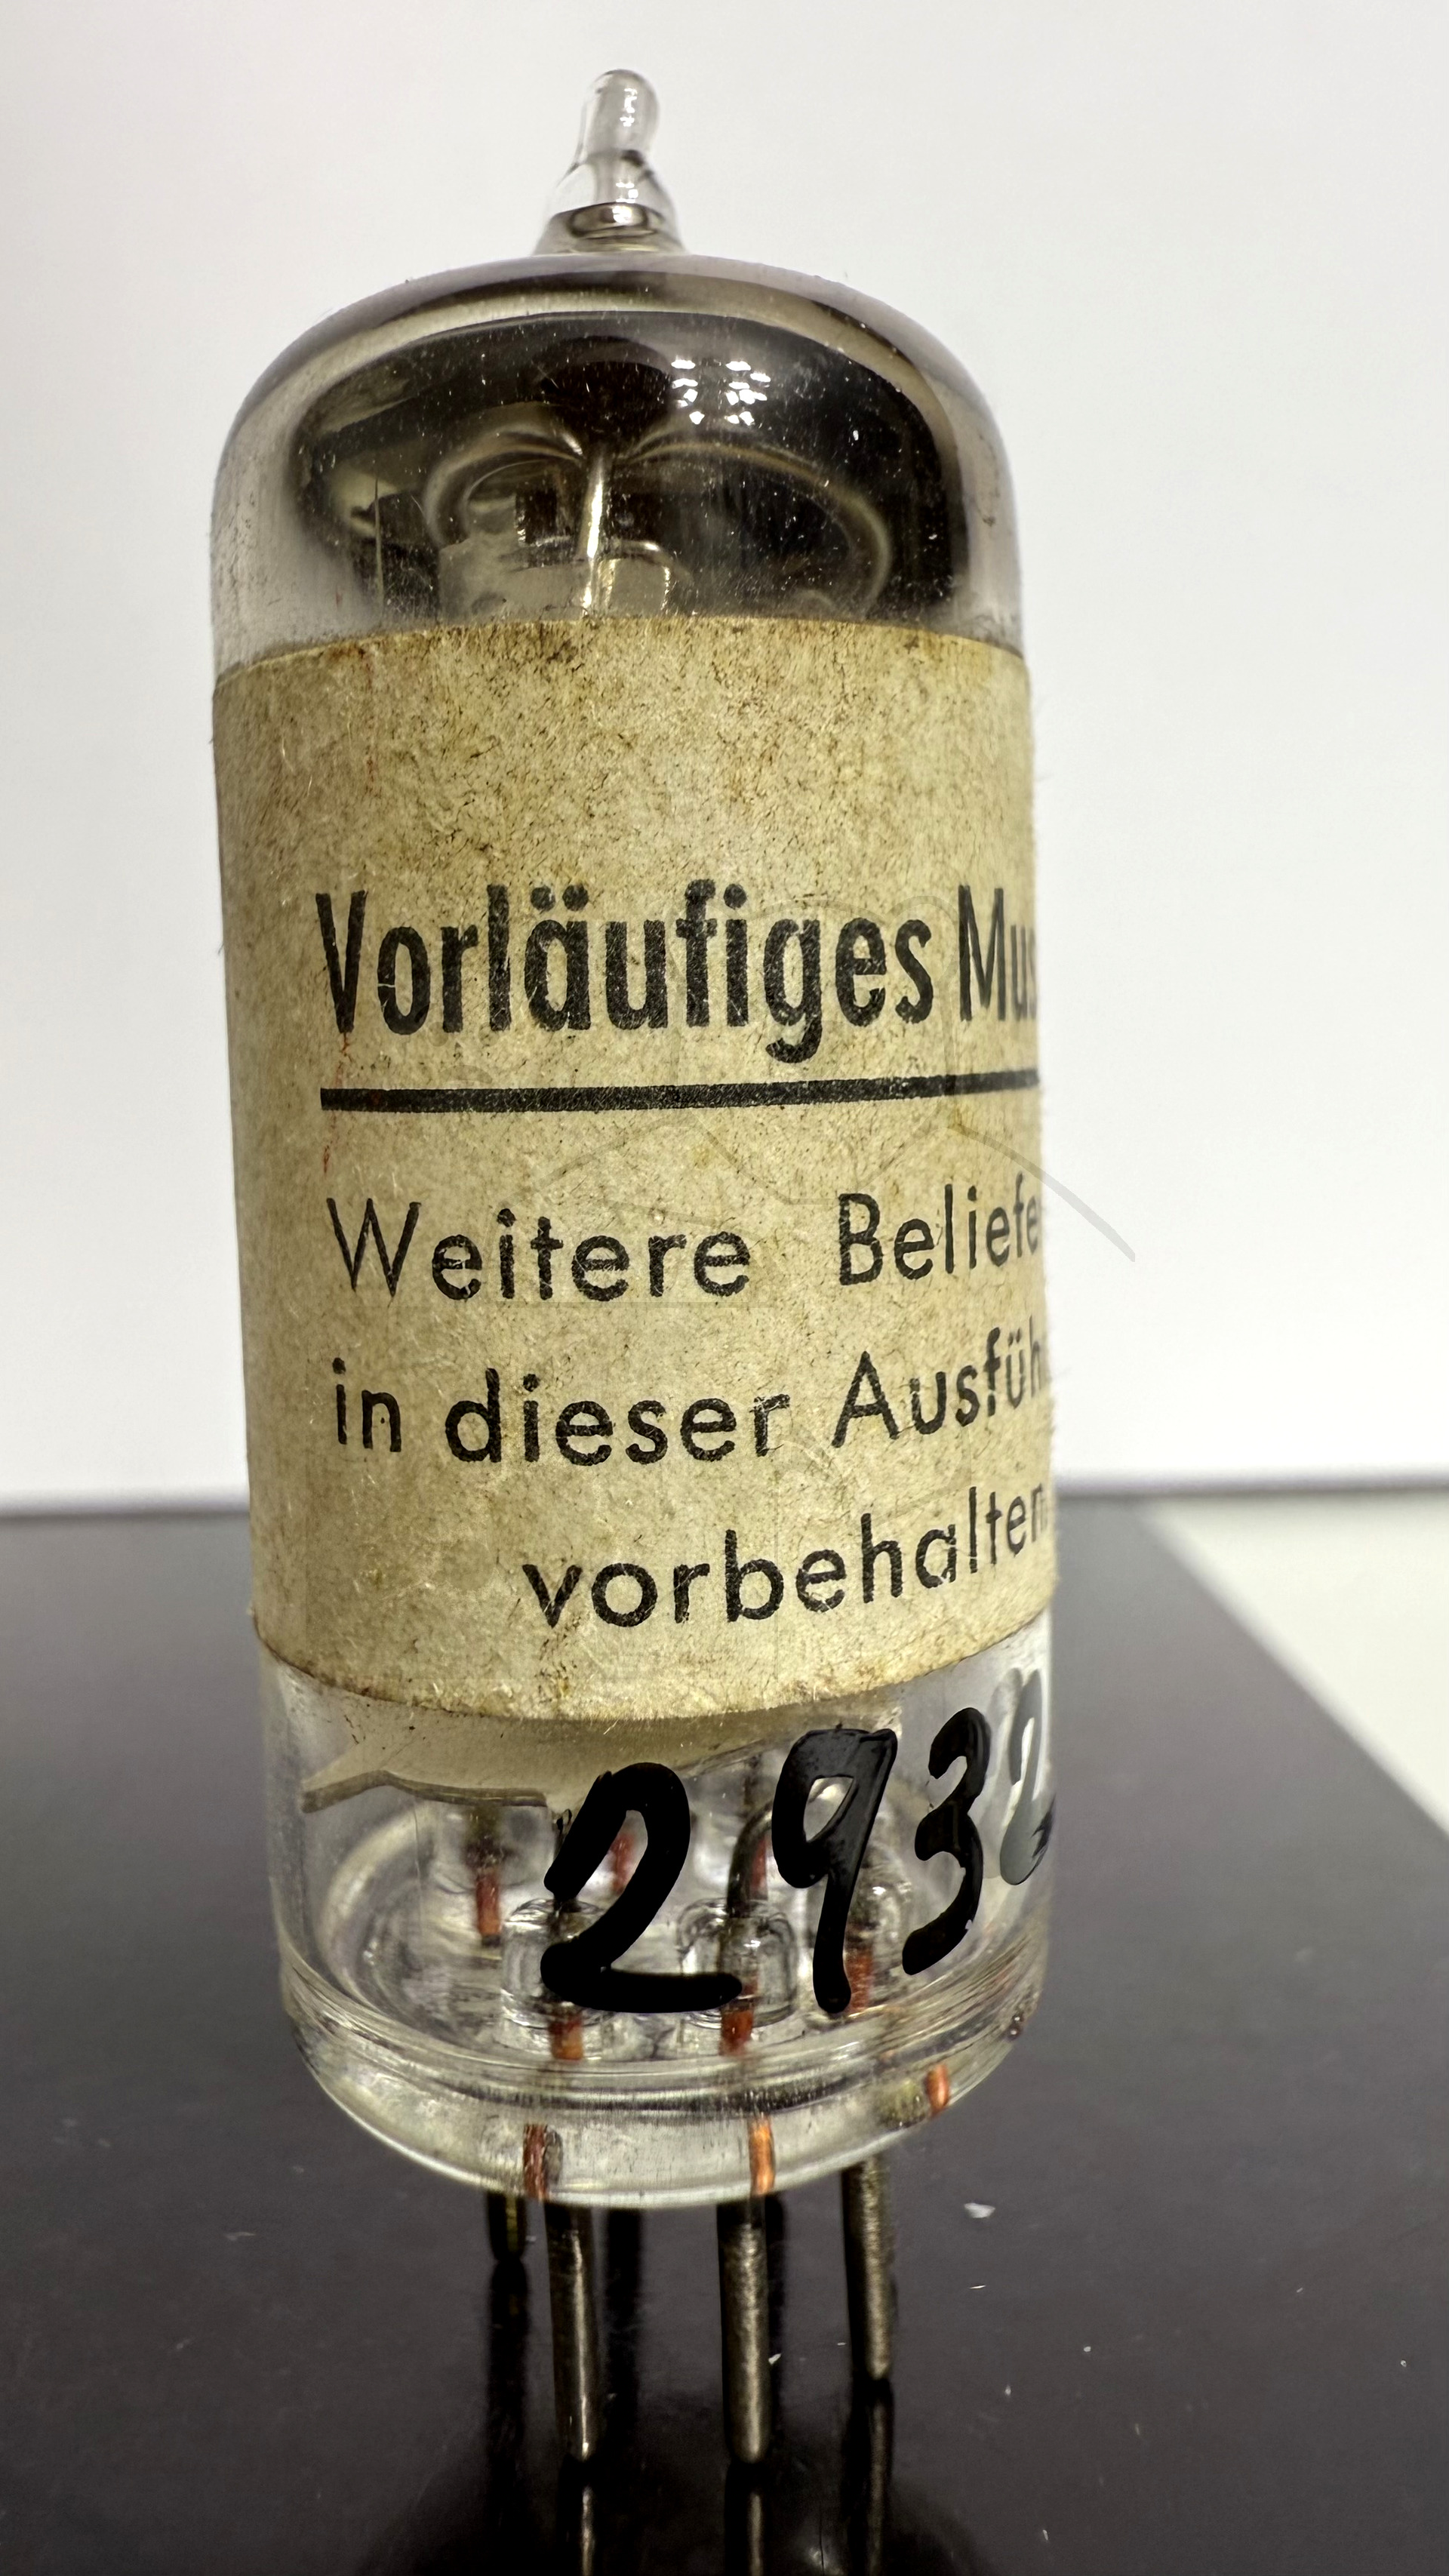 Vorläufiges Mus
Weitere Beliefe
in dieser Ausfüh
vorbehalten
2932